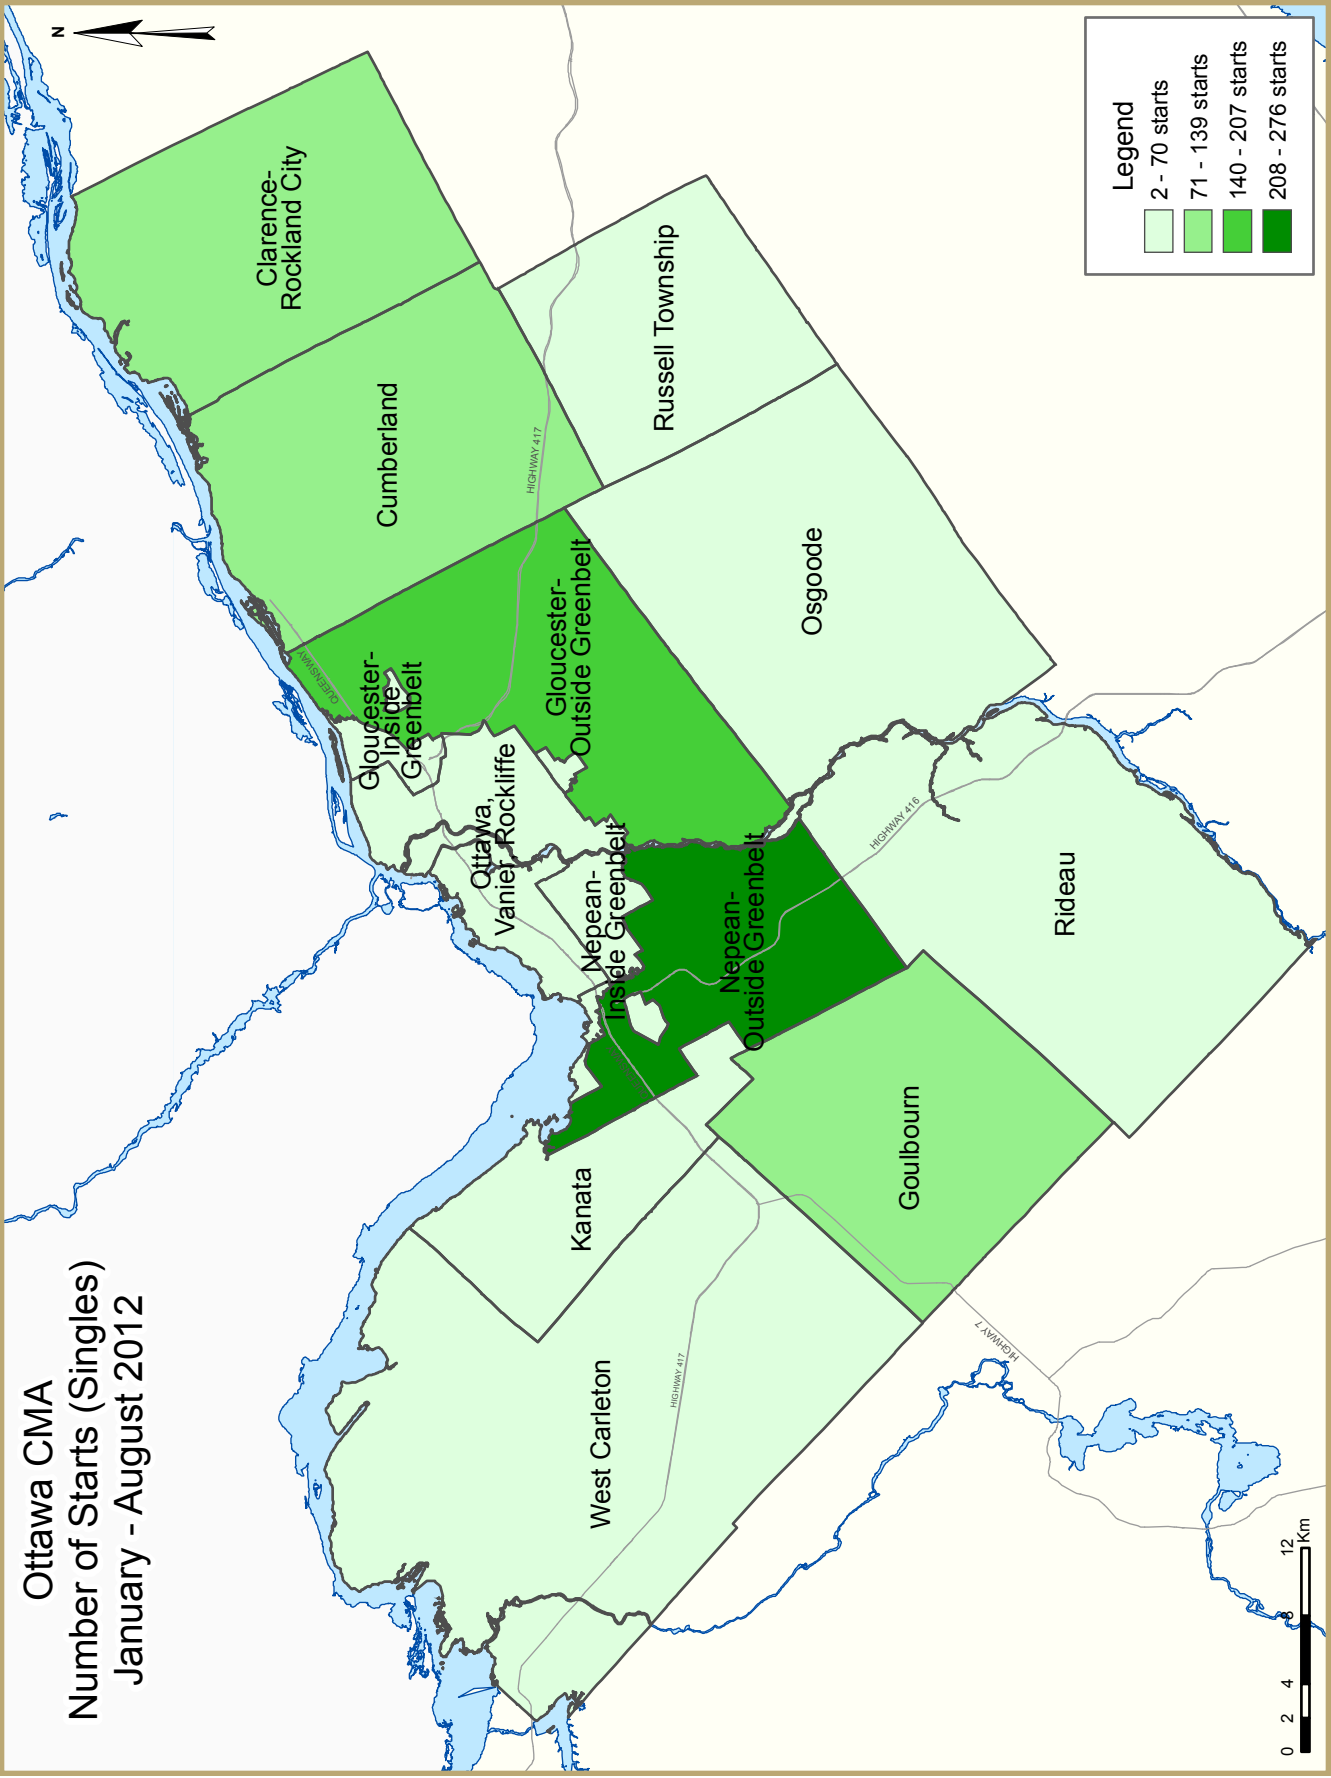 Ottawa CMA
Number of Starts (Singles)
January - August 2012
N
Clarence-
Rockland City
Cumberland
Russell Township
HIGHWAY 417
QUEENSWAY
Gloucester-
Inside
Greenbelt
Gloucester-
Outside Greenbelt
Osgoode
Ottawa,
Vanier, Rockliffe
Nepean-
Inside Greenbelt
Nepean-
Outside Greenbelt
HIGHWAY 416
Rideau
Kanata
Goulbourn
West Carleton
HIGHWAY 417
HIGHWAY 7
Legend
2 - 70 starts
71 - 139 starts
140 - 207 starts
208 - 276 starts
0 2 4 8 12
Km